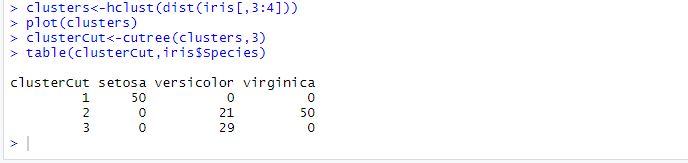 > clusters<-hclust(dist(iris[,3:4]))
> plot(clusters)
> clusterCut<-cutree(clusters,3)
> table(clusterCut,iris$Species)
clusterCut setosa versicolor virginica
1 50 0 0
2 0 21 50
3 0 29 0
>